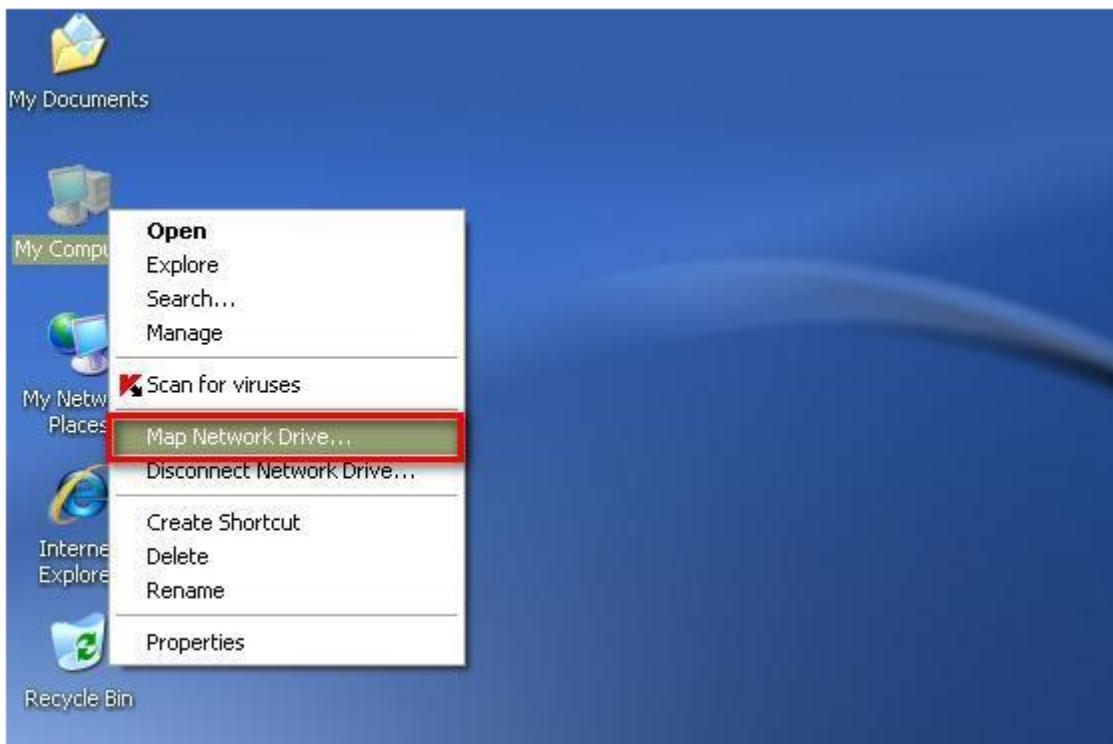 My Documents
My Compu
My Netw
Places
Interne
Explore
Recycle Bin
Open
Explore
Search...
Manage
Scan for viruses
Map Network Drive...
Disconnect Network Drive...
Create Shortcut
Delete
Rename
Properties